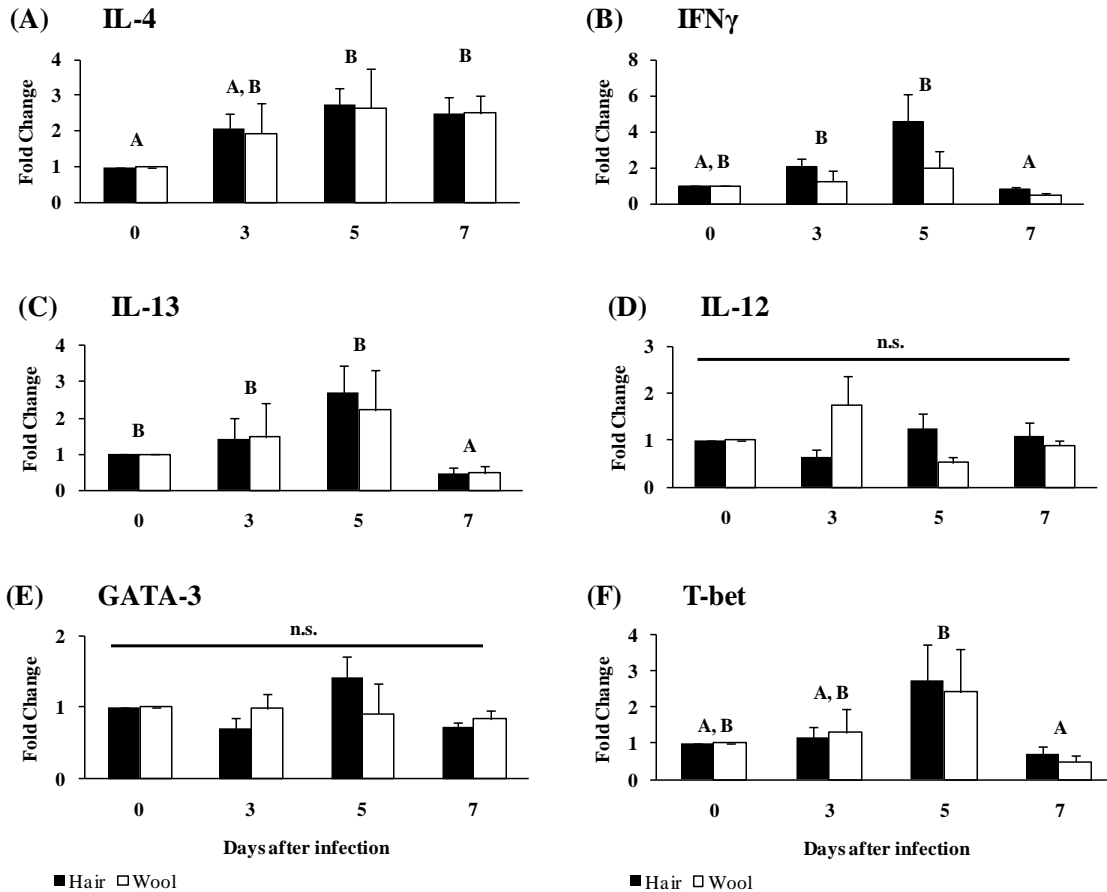 (A) IL-4
Fold Change
4
3
2
1
0
A
A, B
B
B
0 3 5 7
(B) IFNγ
Fold Change
8
6
4
2
0
A, B
B
B
A
0 3 5 7
(C) IL-13
Fold Change
4
3
2
1
0
B
B
B
A
0 3 5 7
(D) IL-12
Fold Change
3
2
1
0
n.s.
0 3 5 7
(E) GATA-3
Fold Change
2
1
0
n.s.
0 3 5 7
Days after infection
Hair Wool
(F) T-bet
Fold Change
4
3
2
1
0
A, B
A, B
B
A
0 3 5 7
Days after infection
Hair Wool